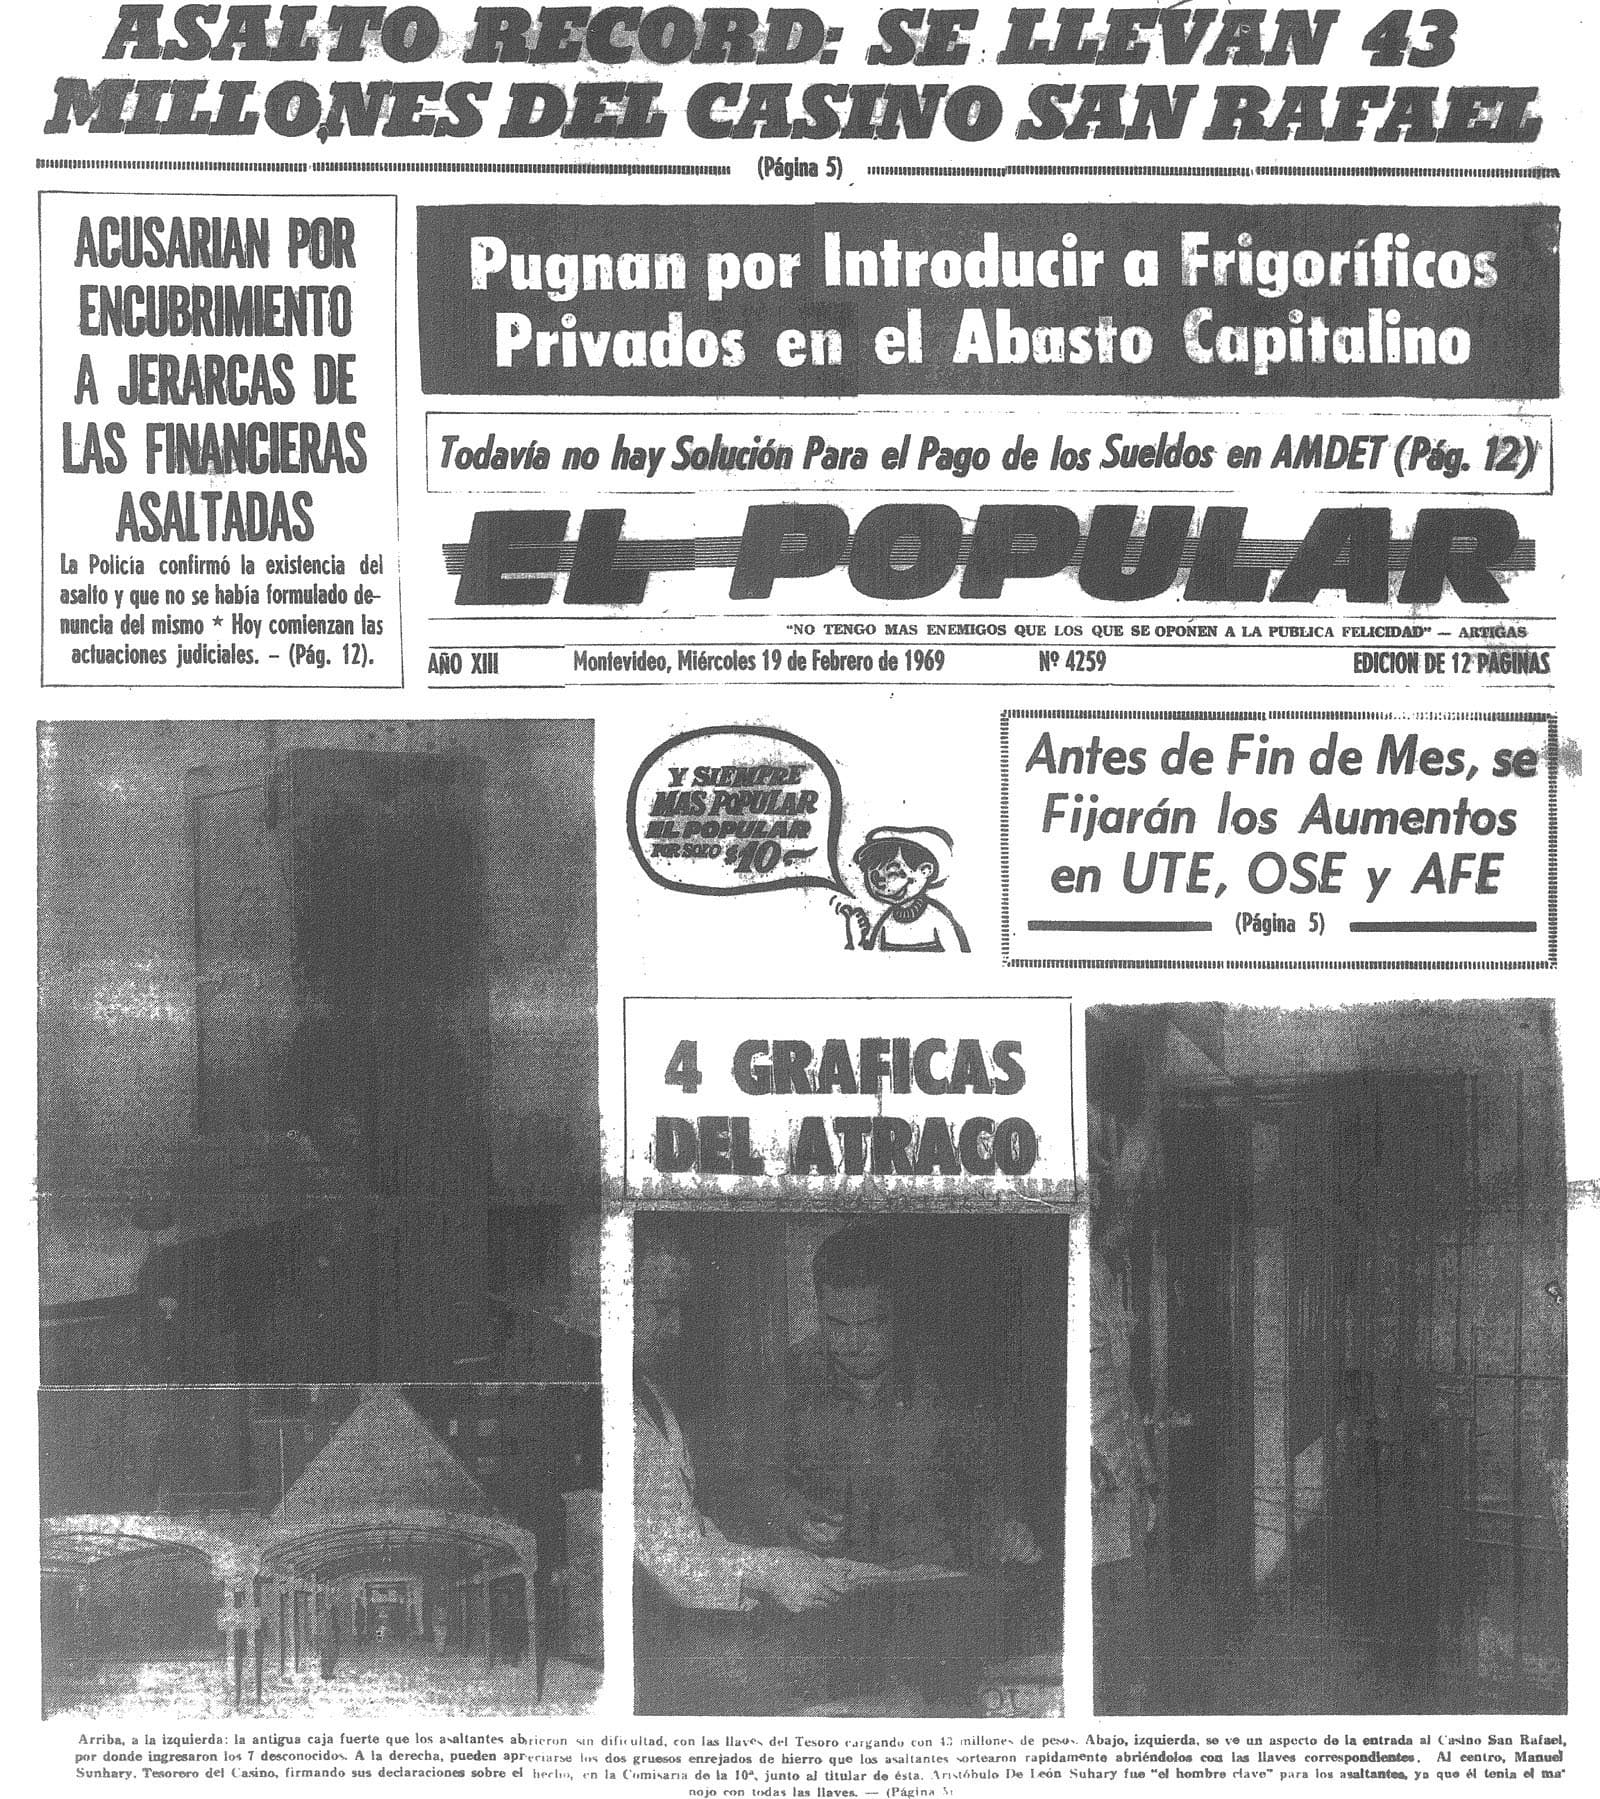 ASALTO RECORD: SE LLEVAN 43
MILLONES DEL CASINO SAN RAFAEL
(Página 5)
ACUSARIAN POR
ENCUBRIMIENTO
A JERARCAS DE
LAS FINANCIERAS
ASALTADAS
La Policía confirmó la existencia del
asalto y que no se había formulado de-
nuncia del mismo * Hoy comienzan las
actuaciones judiciales. – (Pág. 12).
Pugnan por Introducir a Frigoríficos
Privados en el Abasto Capitalino
Todavía no hay Solución Para el Pago de los Sueldos en AMDET (Pág. 12)
EL POPULAR
"NO TENGO MAS ENEMIGOS QUE LOS QUE SE OPONEN A LA PUBLICA FELICIDAD" — ARTIGAS
AÑO XIII Montevideo, Miércoles 19 de Febrero de 1969 Nº 4259 EDICION DE 12 PAGINAS
Y SIEMPRE
MAS POPULAR
EL POPULAR
POR SOLO $10.—
Antes de Fin de Mes, se
Fijarán los Aumentos
en UTE, OSE y AFE
(Página 5)
4 GRAFICAS
DEL ATRACO
Arriba, a la izquierda: la antigua caja fuerte que los asaltantes abrieron sin dificultad, con las llaves del Tesoro cargando con 43 millones de pesos. Abajo, izquierda, se ve un aspecto de la entrada al Casino San Rafael,
por donde ingresaron los 7 desconocidos. A la derecha, pueden apreciarse los dos gruesos enrejados de hierro que los asaltantes sortearon rapidamente abriéndolos con las llaves correspondientes. Al centro, Manuel
Sunhary. Tesorero del Casino, firmando sus declaraciones sobre el hecho, en la Comisaría de la 10ª, junto al titular de ésta. Aristóbulo De León Suhary fue "el hombre clave" para los asaltantes, ya que él tenia el ma-
nojo con todas las llaves. — (Página 5)